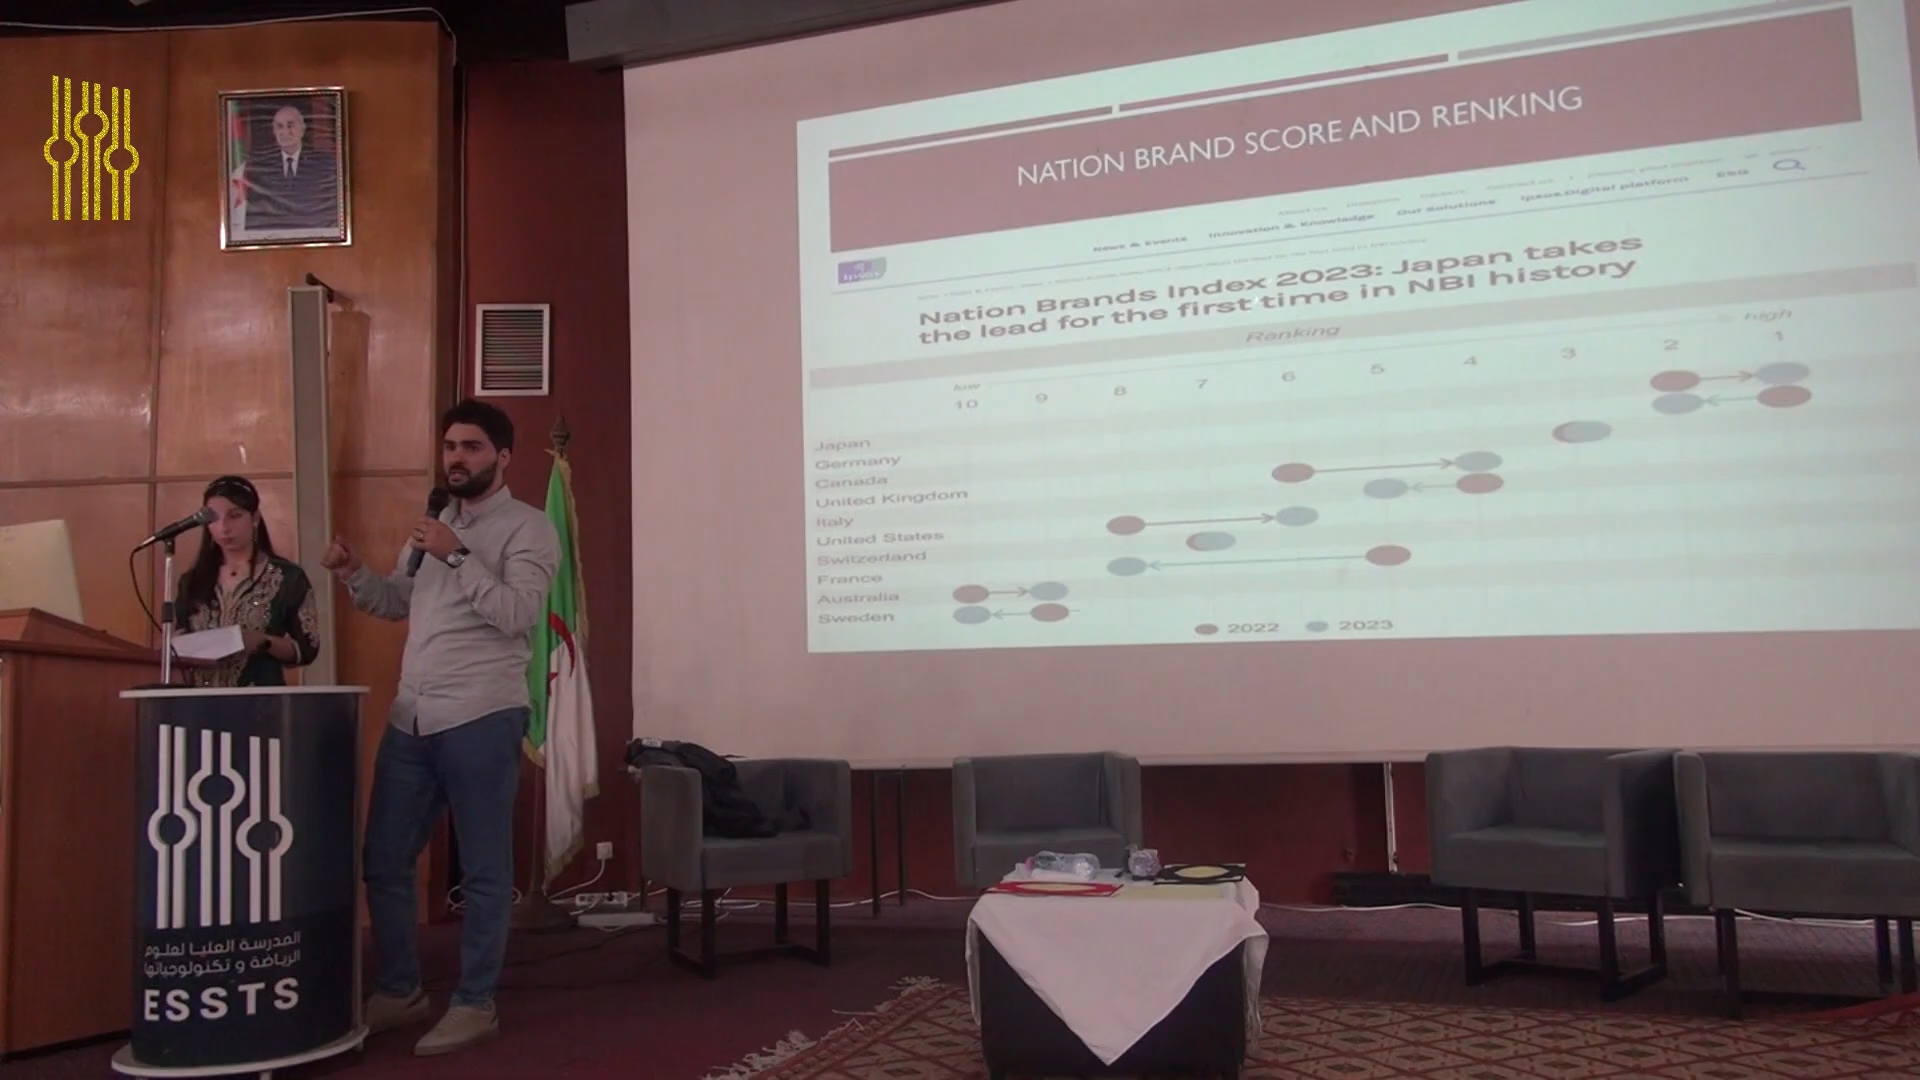 NATION BRAND SCORE AND RENKING
News & Events Innovation & Knowledge Our Solutions Ipsos.Digital platform ESG
Ipsos
Nation Brands Index 2023: Japan takes
the lead for the first time in NBI history
Renking
low high
10 9 8 7 6 5 4 3 2 1
Japan
Germany
Canada
United Kingdom
Italy
United States
Switzerland
France
Australia
Sweden
2022 2023
المدرسة العليا لعلوم
الرياضة و تكنولوجياتها
ESSTS